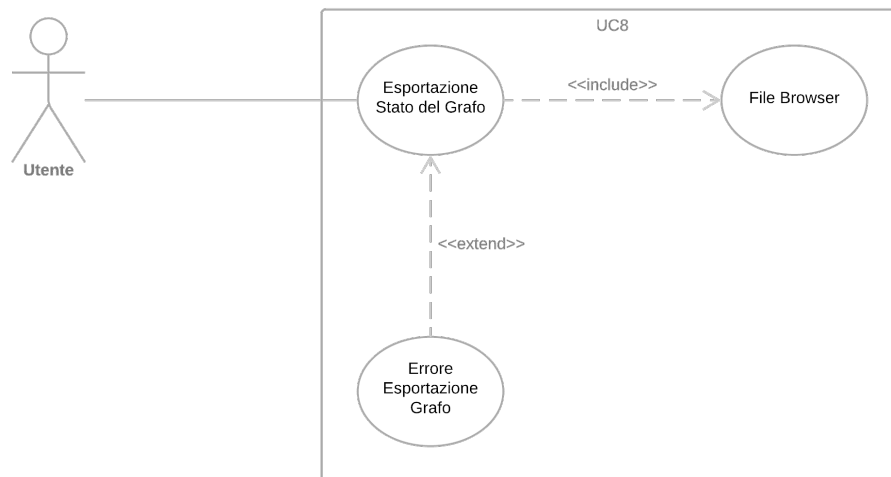 UC8
Esportazione
Stato del Grafo
<<include>>
File Browser
Utente
<<extend>>
Errore
Esportazione
Grafo